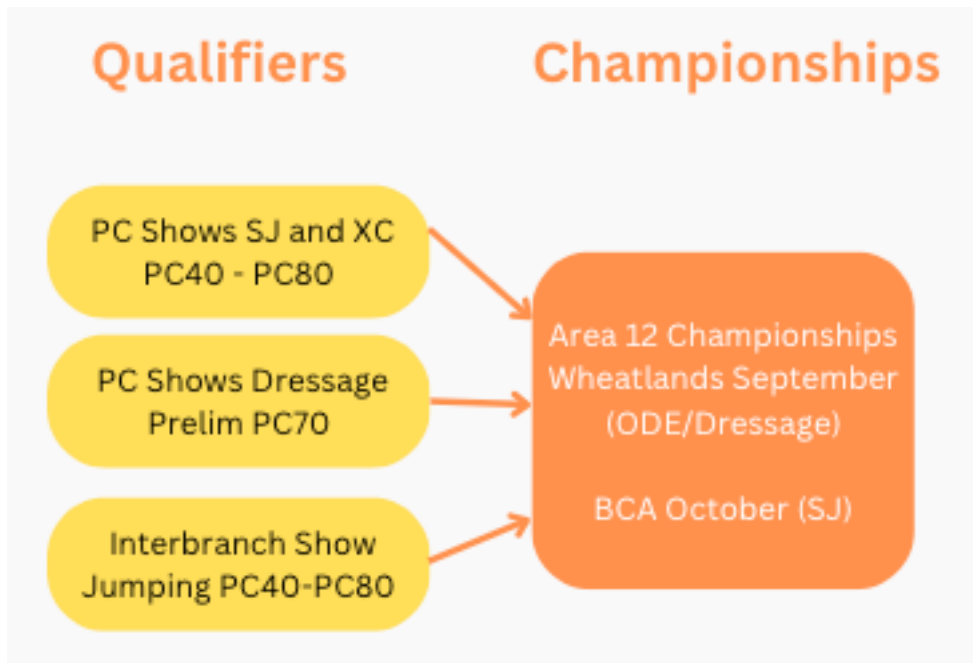 Qualifiers
Championships
PC Shows SJ and XC
PC40 - PC80
PC Shows Dressage
Prelim PC70
Interbranch Show
Jumping PC40-PC80
Area 12 Championships
Wheatlands September
(ODE/Dressage)
BCA October (SJ)